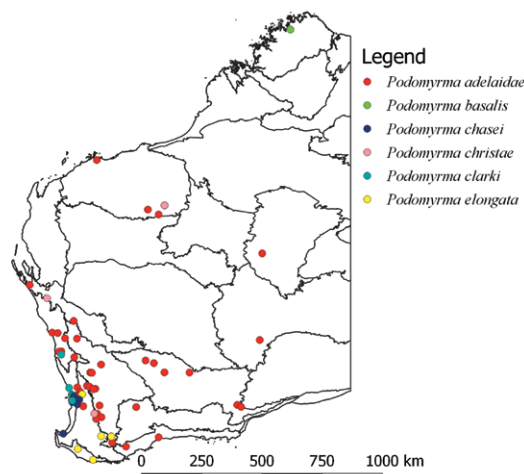 Legend
Podomyrma adelaidae
Podomyrma basalis
Podomyrma chasei
Podomyrma christae
Podomyrma clarki
Podomyrma elongata
0 250 500 750 1000 km